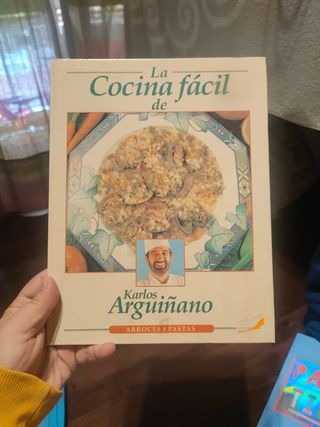 La
Cocina fácil
de
Karlos
Arguiñano
ARROCES Y PASTAS